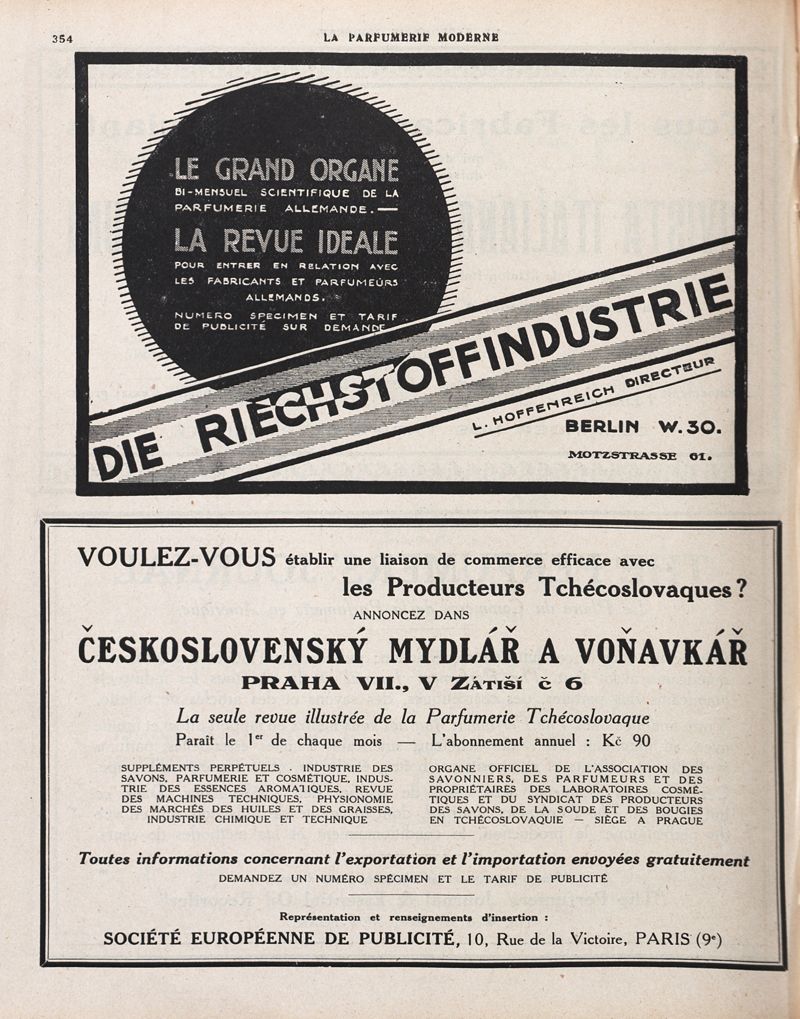 354
LA PARFUMERIE MODERNE
LE GRAND ORGANE
BI-MENSUEL SCIENTIFIQUE DE LA
PARFUMERIE ALLEMANDE.—
LA REVUE IDEALE
POUR ENTRER EN RELATION AVEC
LES FABRICANTS ET PARFUMEURS
ALLEMANDS.
NUMERO SPECIMEN ET TARIF
DE PUBLICITE SUR DEMANDE
DIE RIECHSTOFFINDUSTRIE
L. HOFFENREICH DIRECTEUR
BERLIN W.30.
MOTZSTRASSE 61.
VOULEZ-VOUS établir une liaison de commerce efficace avec
les Producteurs Tchécoslovaques ?
ANNONCEZ DANS
ČESKOSLOVENSKÝ MYDLÁŘ A VOŇAVKÁŘ
PRAHA VII., V ZÁTIŠÍ č 6
La seule revue illustrée de la Parfumerie Tchécoslovaque
Paraît le 1er de chaque mois — L'abonnement annuel : Kč 90
SUPPLÉMENTS PERPÉTUELS · INDUSTRIE DES
SAVONS, PARFUMERIE ET COSMÉTIQUE, INDUS-
TRIE DES ESSENCES AROMATIQUES, REVUE
DES MACHINES TECHNIQUES, PHYSIONOMIE
DES MARCHÉS DES HUILES ET DES GRAISSES,
INDUSTRIE CHIMIQUE ET TECHNIQUE
ORGANE OFFICIEL DE L'ASSOCIATION DES
SAVONNIERS, DES PARFUMEURS ET DES
PROPRIÉTAIRES DES LABORATOIRES COSMÉ-
TIQUES ET DU SYNDICAT DES PRODUCTEURS
DES SAVONS, DE LA SOUDE ET DES BOUGIES
EN TCHÉCOSLOVAQUIE — SIÈGE A PRAGUE
Toutes informations concernant l'exportation et l'importation envoyées gratuitement
DEMANDEZ UN NUMÉRO SPÉCIMEN ET LE TARIF DE PUBLICITÉ
Représentation et renseignements d'insertion :
SOCIÉTÉ EUROPÉENNE DE PUBLICITÉ, 10, Rue de la Victoire, PARIS (9e)